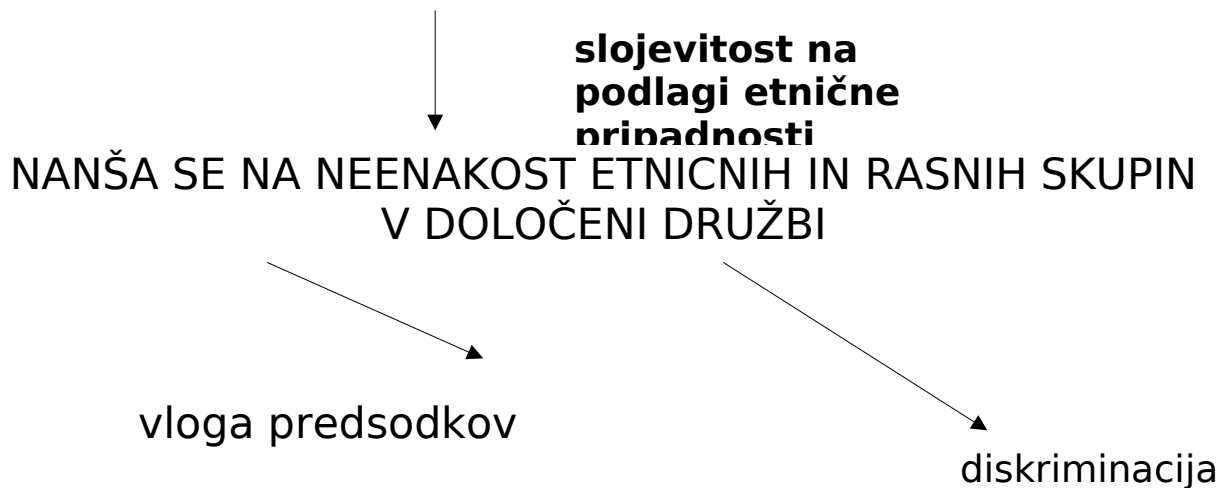 slojevitost na
podlagi etnične
pripadnosti
NANŠA SE NA NEENAKOST ETNICNIH IN RASNIH SKUPIN
V DOLOČENI DRUŽBI
vloga predsodkov
diskriminacija